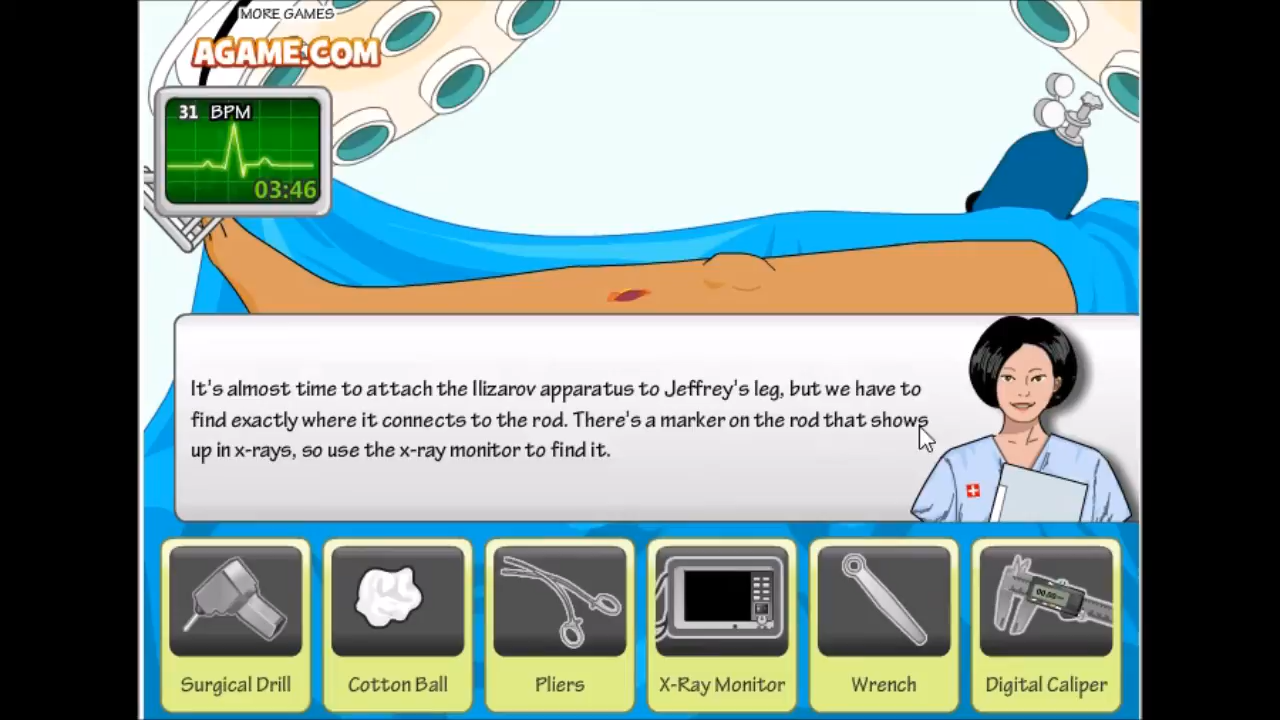 MORE GAMES
AGAME.COM
31 BPM
03:46
It's almost time to attach the Ilizarov apparatus to Jeffrey's leg, but we have to
find exactly where it connects to the rod. There's a marker on the rod that shows
up in x-rays, so use the x-ray monitor to find it.
00.00
Surgical Drill
Cotton Ball
Pliers
X-Ray Monitor
Wrench
Digital Caliper